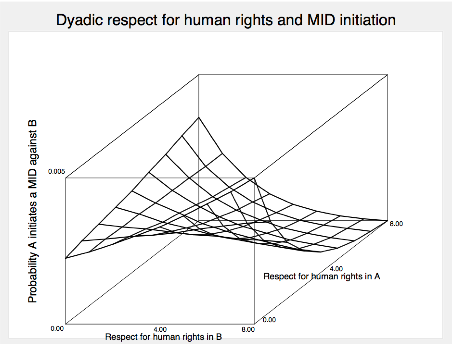 Dyadic respect for human rights and MID initiation
Probability A initiates a MID against B
0.005
8.00
4.00
Respect for human rights in A
0.00
0.00
4.00
8.00
Respect for human rights in B